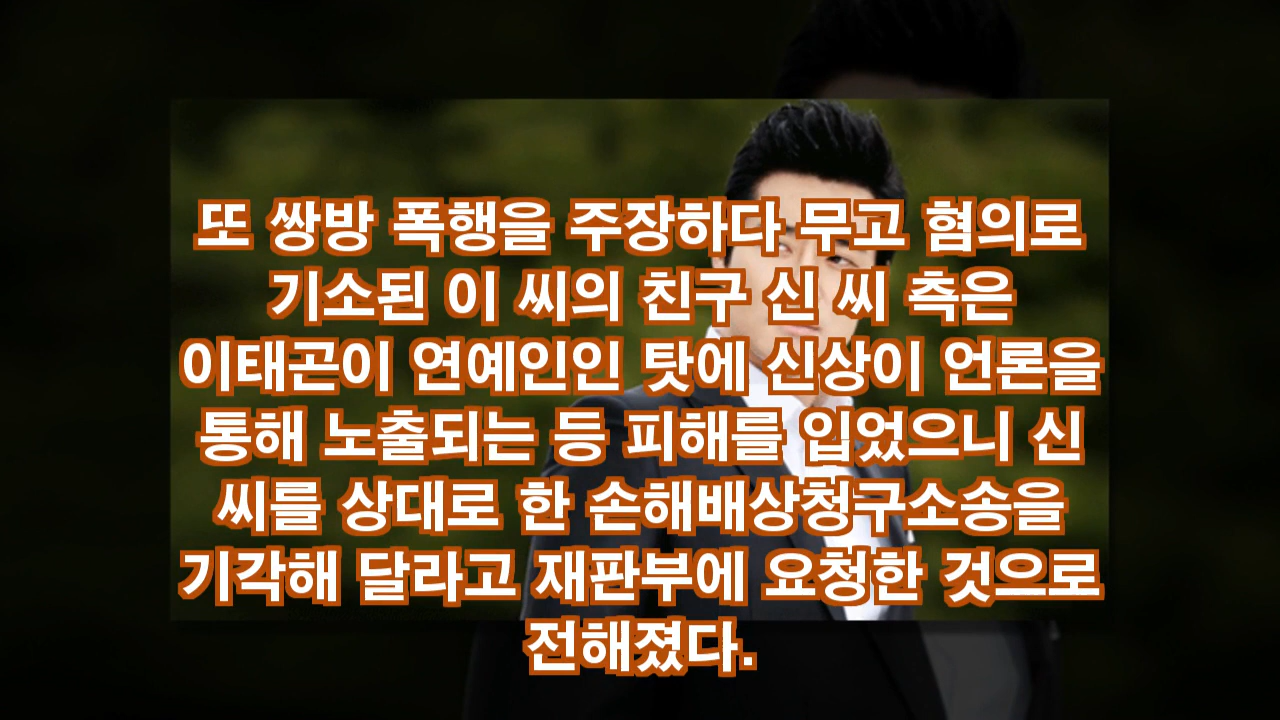 또 쌍방 폭행을 주장하다 무고 혐의로
기소된 이 씨의 친구 신 씨 측은
이태곤이 연예인인 탓에 신상이 언론을
통해 노출되는 등 피해를 입었으니 신
씨를 상대로 한 손해배상청구소송을
기각해 달라고 재판부에 요청한 것으로
전해졌다.